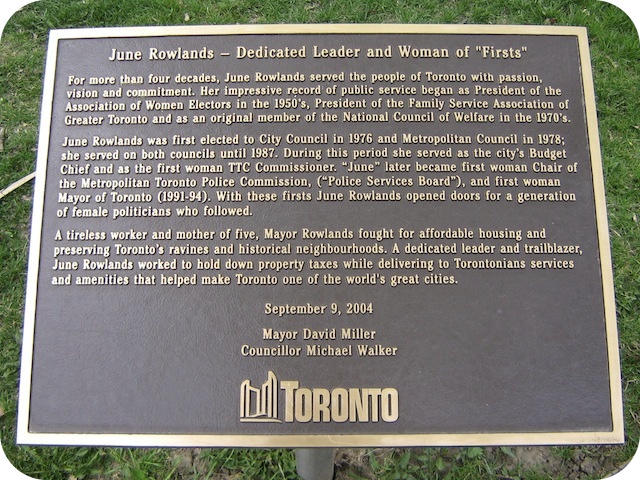 June Rowlands – Dedicated Leader and Woman of "Firsts"
For more than four decades, June Rowlands served the people of Toronto with passion,
vision and commitment. Her impressive record of public service began as President of the
Association of Women Electors in the 1950's, President of the Family Service Association of
Greater Toronto and as an original member of the National Council of Welfare in the 1970's.
June Rowlands was first elected to City Council in 1976 and Metropolitan Council in 1978;
she served on both councils until 1987. During this period she served as the city's Budget
Chief and as the first woman TTC Commissioner. "June" later became first woman Chair of
the Metropolitan Toronto Police Commission, ("Police Services Board"), and first woman
Mayor of Toronto (1991-94). With these firsts June Rowlands opened doors for a generation
of female politicians who followed.
A tireless worker and mother of five, Mayor Rowlands fought for affordable housing and
preserving Toronto's ravines and historical neighbourhoods. A dedicated leader and trailblazer,
June Rowlands worked to hold down property taxes while delivering to Torontonians services
and amenities that helped make Toronto one of the world's great cities.
September 9, 2004
Mayor David Miller
Councillor Michael Walker
TORONTO